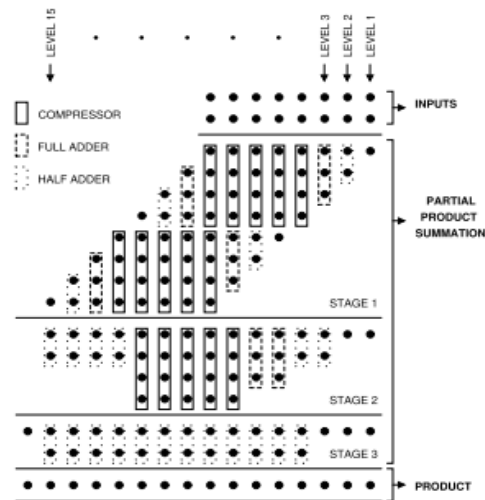 LEVEL 15
LEVEL 3
LEVEL 2
LEVEL 1
INPUTS
COMPRESSOR
FULL ADDER
HALF ADDER
PARTIAL
PRODUCT
SUMMATION
STAGE 1
STAGE 2
STAGE 3
PRODUCT